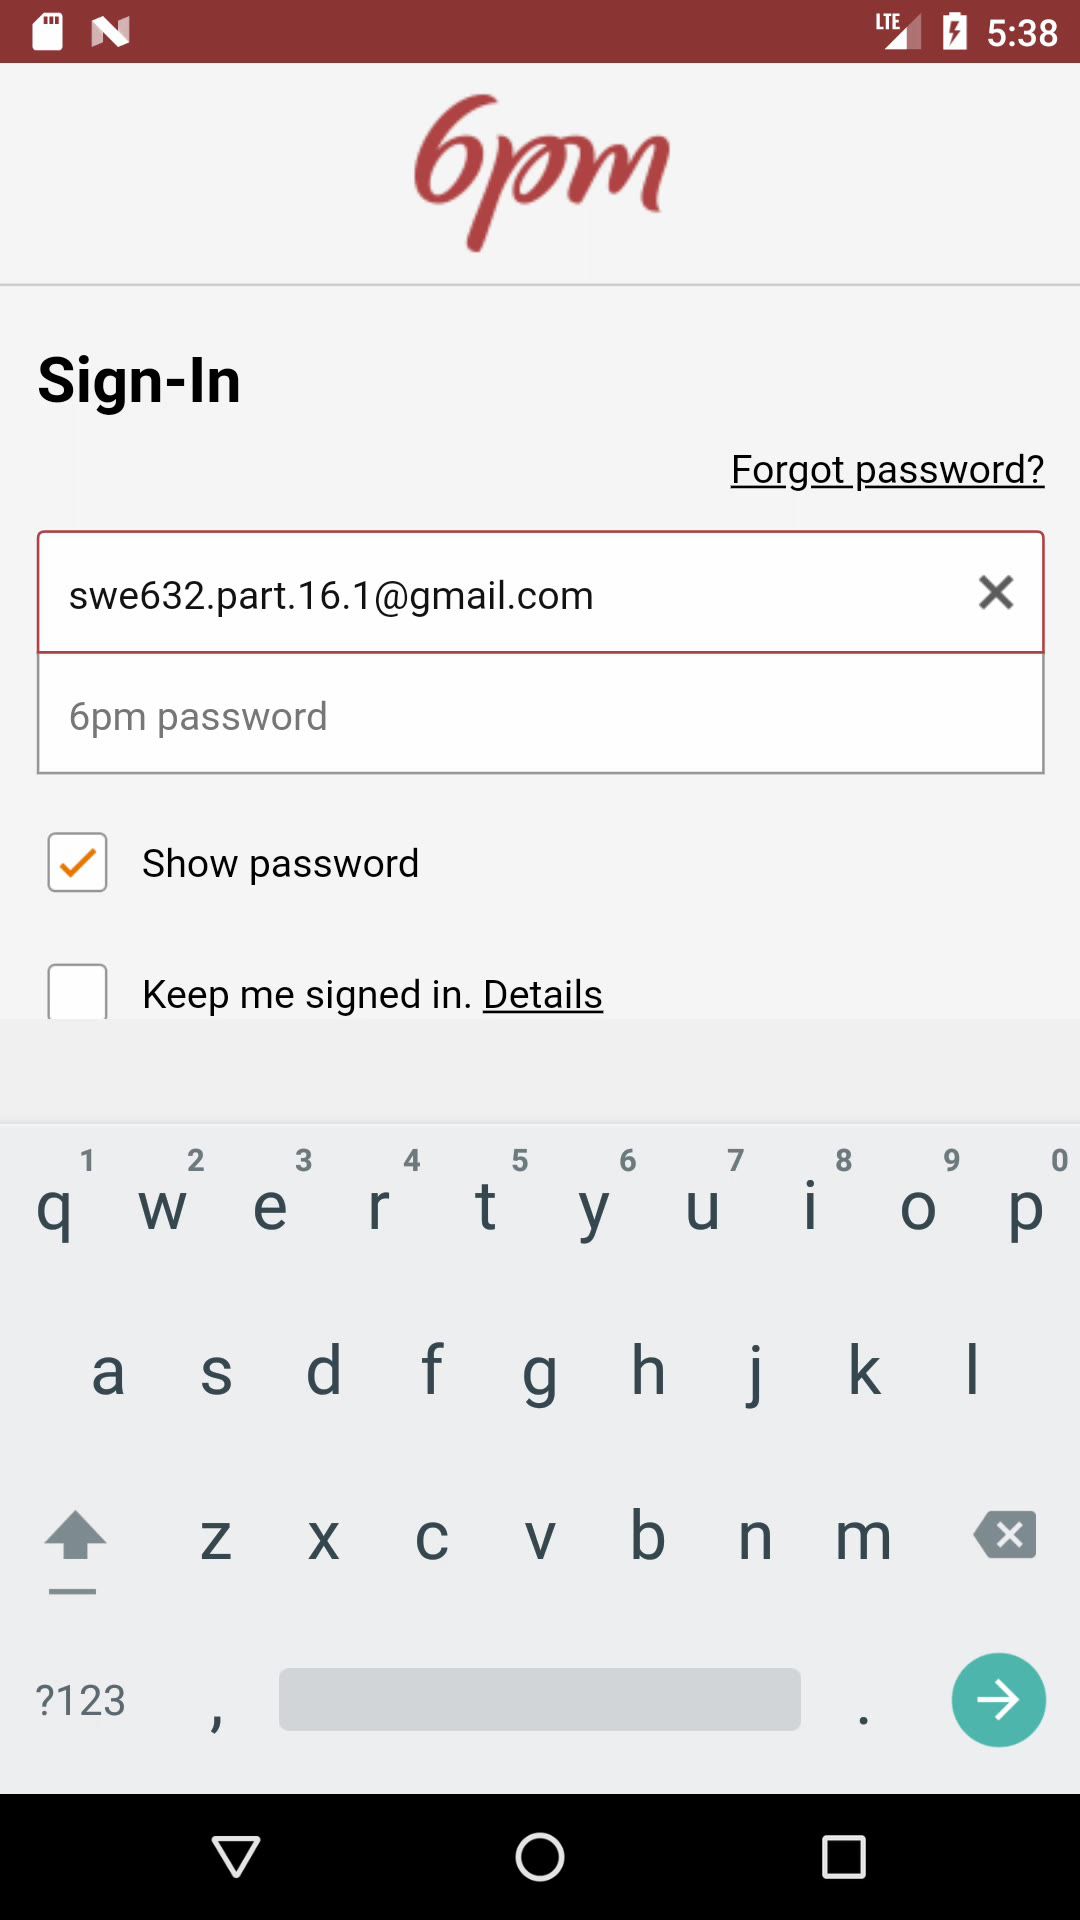 LTE 5:38
6pm
Sign-In
Forgot password?
swe632.part.16.1@gmail.com
6pm password
Show password
Keep me signed in. Details
1 2 3 4 5 6 7 8 9 0
q w e r t y u i o p
a s d f g h j k l
z x c v b n m
?123 , .